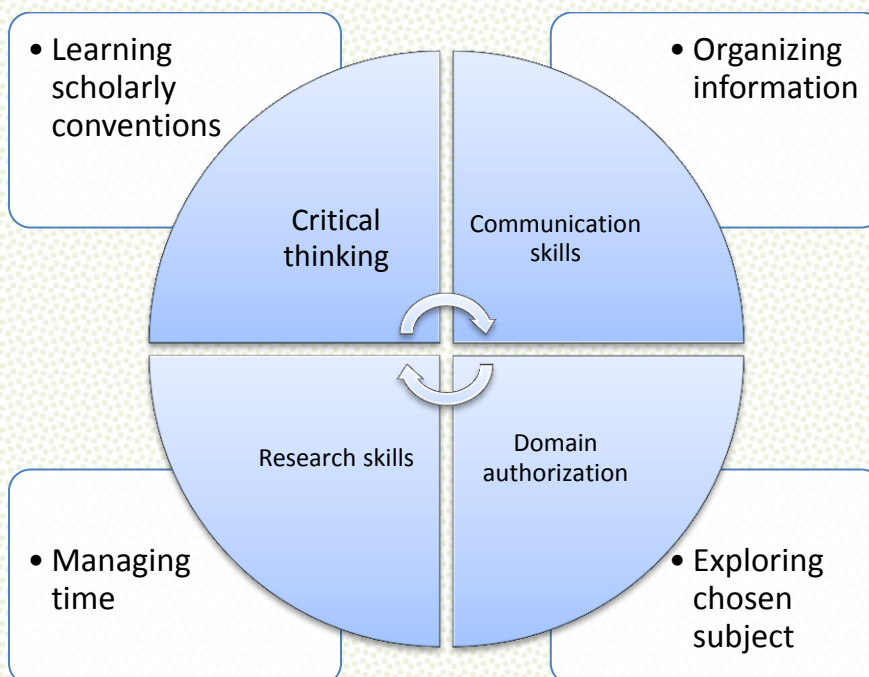 • Learning
scholarly
conventions
• Organizing
information
Critical
thinking
Communication
skills
Research skills
Domain
authorization
• Managing
time
• Exploring
chosen
subject